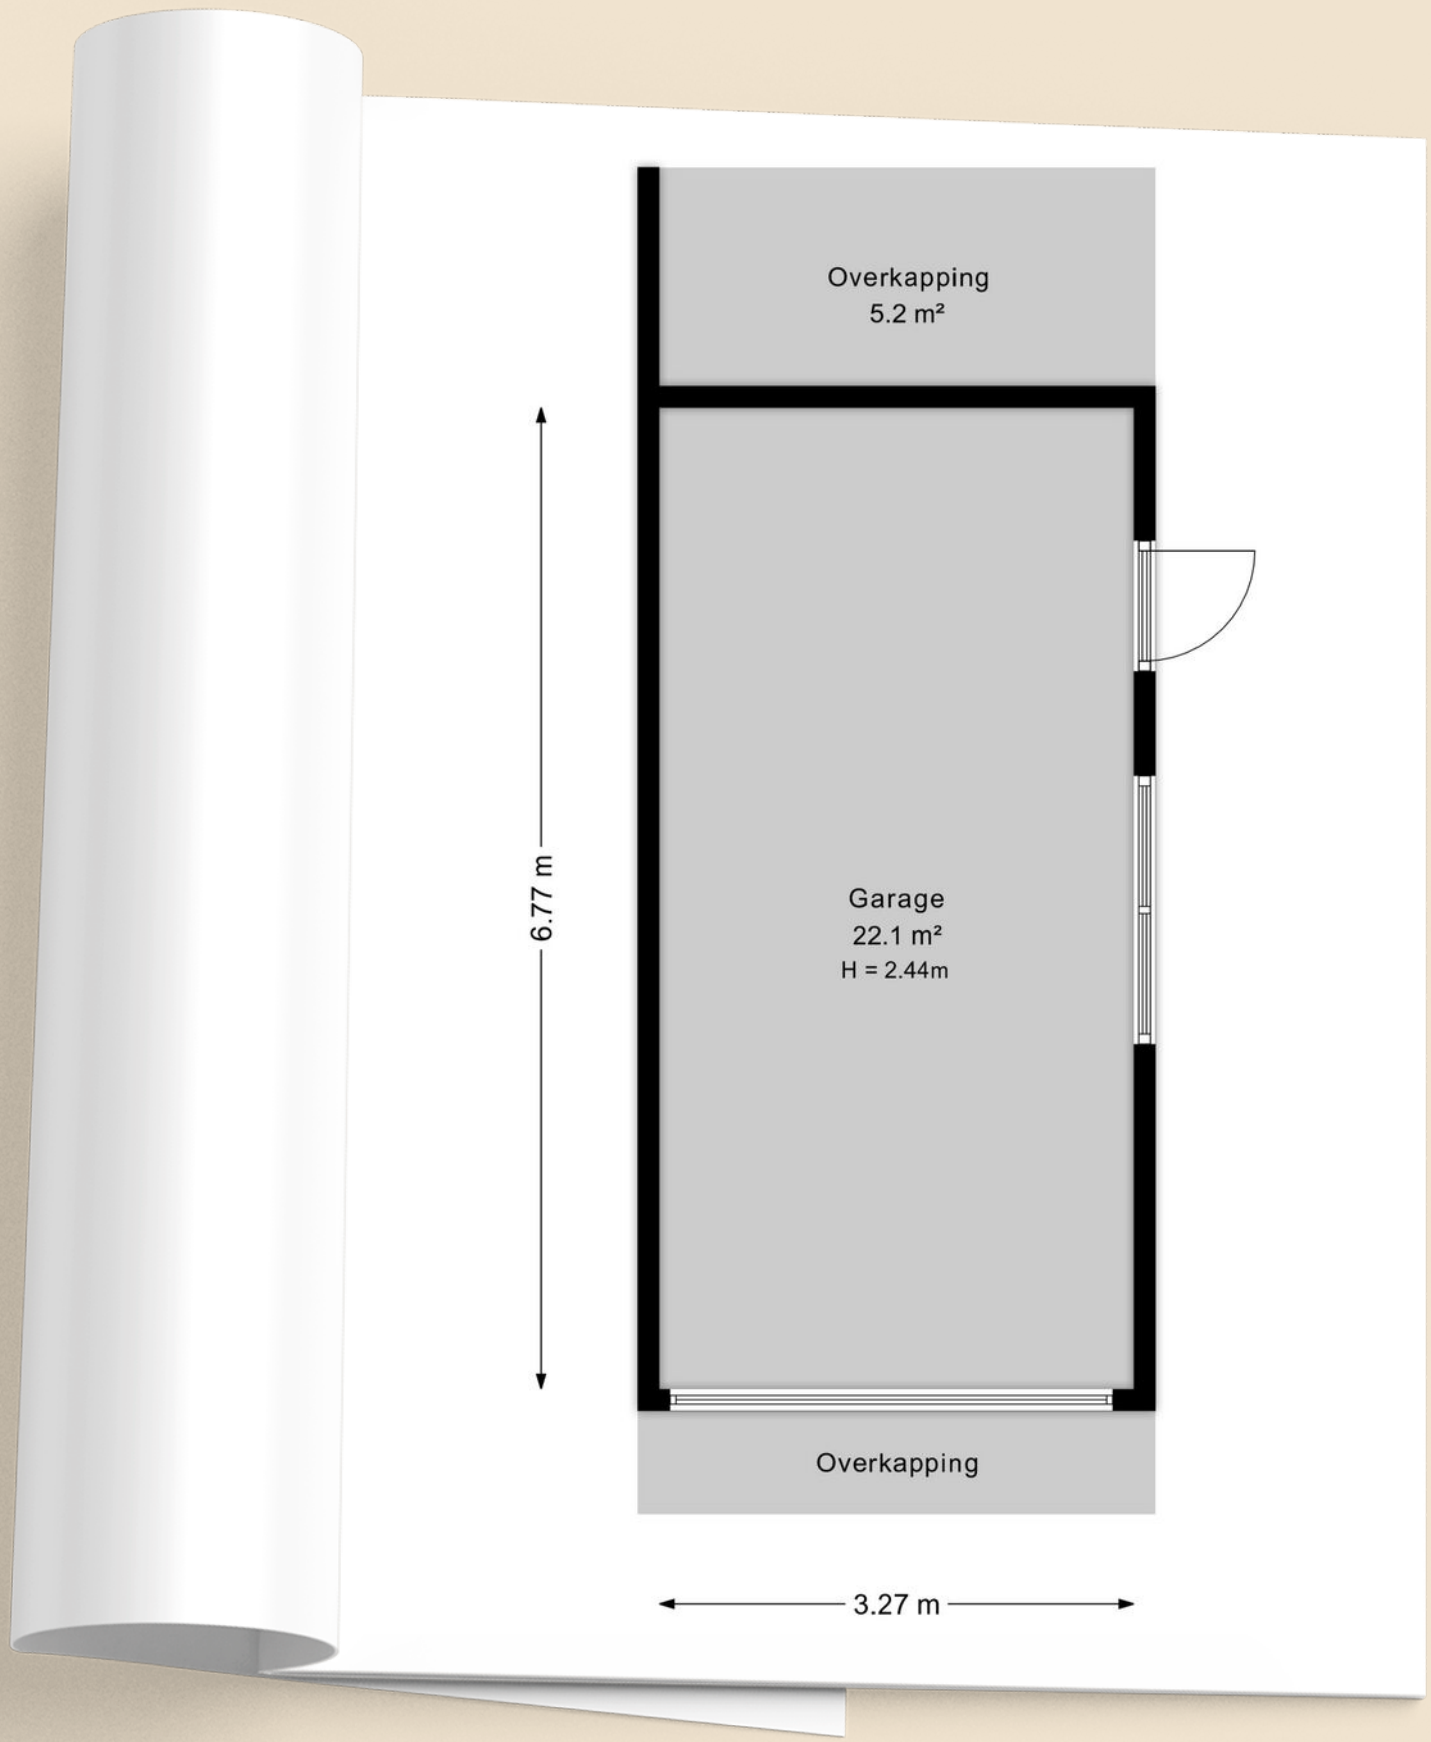 Overkapping
5.2 m²
6.77 m
Garage
22.1 m²
H = 2.44m
Overkapping
3.27 m